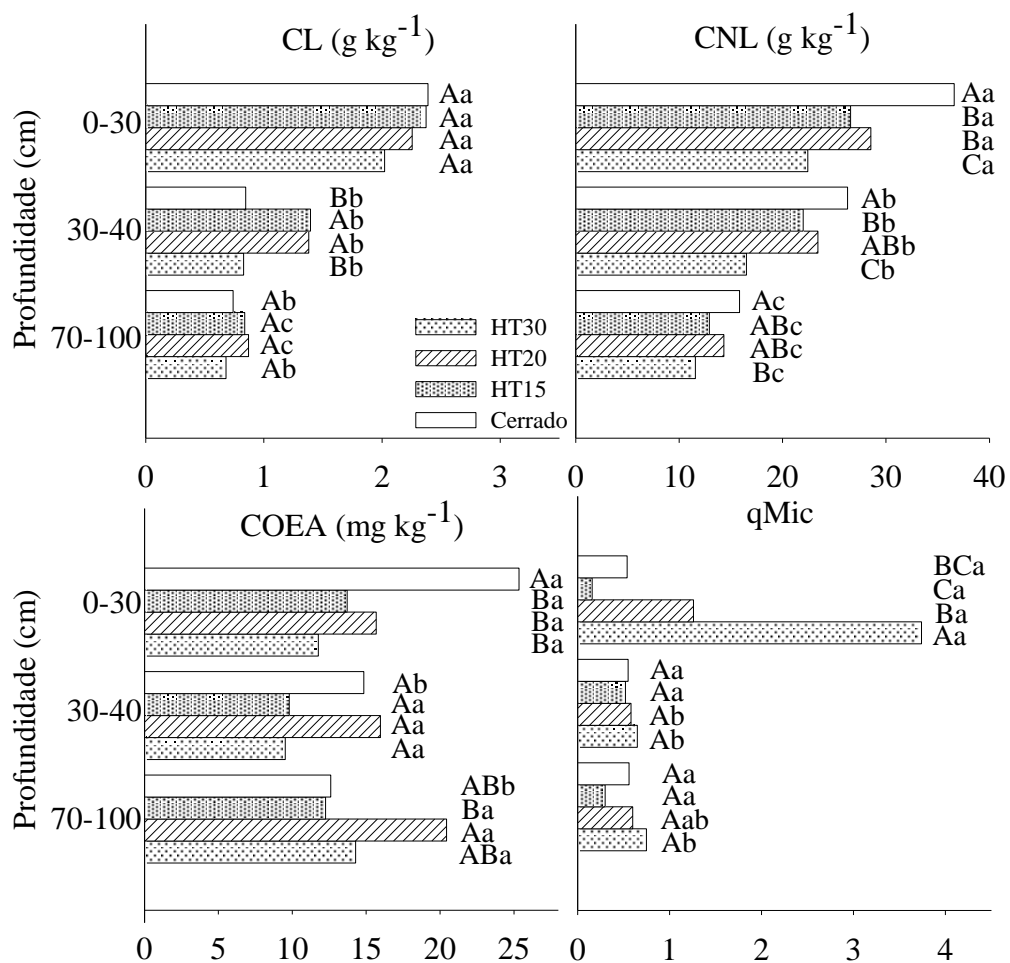 CL (g kg-1)
Profundidade (cm)
0-30
Aa
Aa
Aa
Aa
30-40
Bb
Ab
Ab
Bb
70-100
Ab
Ac
Ac
Ab
HT30
HT20
HT15
Cerrado
0 1 2 3
CNL (g kg-1)
Aa
Ba
Ba
Ca
Ab
Bb
ABb
Cb
Ac
ABc
ABc
Bc
0 10 20 30 40
COEA (mg kg-1)
Profundidade (cm)
0-30
Aa
Ba
Ba
Ba
30-40
Ab
Aa
Aa
Aa
70-100
ABb
Ba
Aa
ABa
0 5 10 15 20 25
qMic
BCa
Ca
Ba
Aa
Aa
Aa
Ab
Ab
Aa
Aa
Aab
Ab
0 1 2 3 4